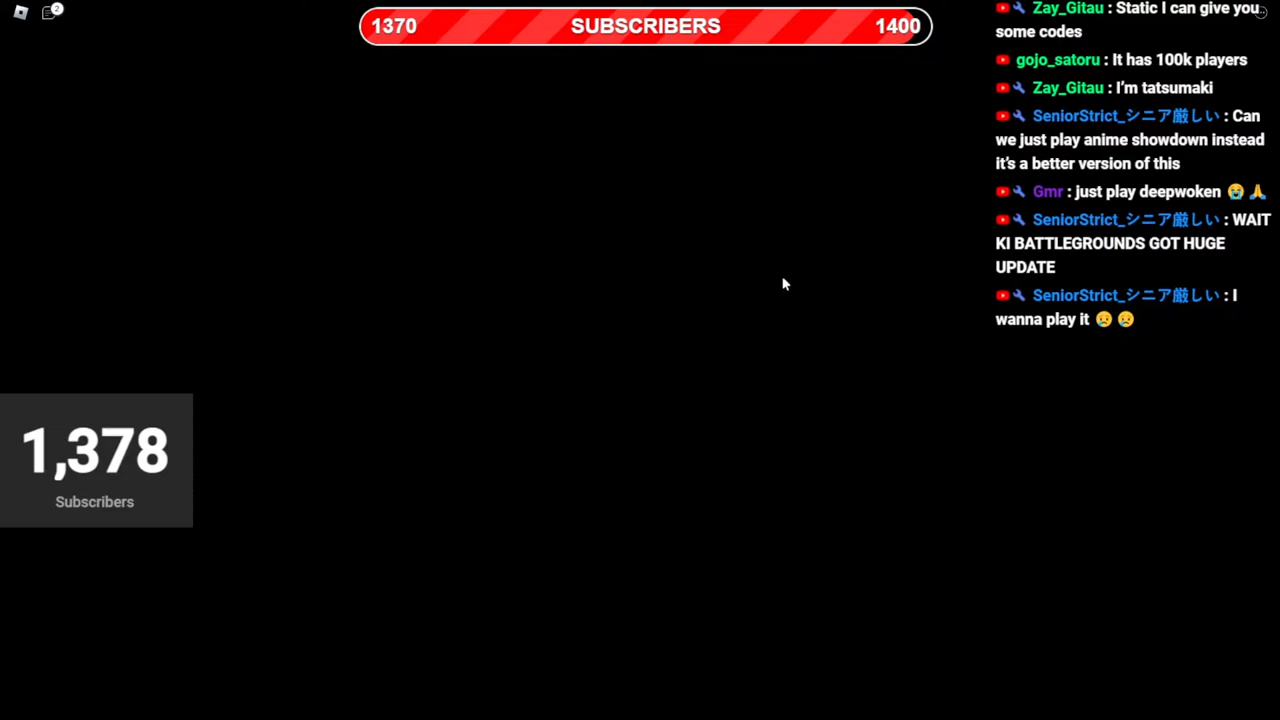 2
1370 SUBSCRIBERS 1400
Zay_Gitau : Static I can give you
some codes
gojo_satoru : It has 100k players
Zay_Gitau : I’m tatsumaki
SeniorStrict_シニア厳しい : Can
we just play anime showdown instead
it’s a better version of this
Gmr : just play deepwoken 😭 🙏
SeniorStrict_シニア厳しい : WAIT
KI BATTLEGROUNDS GOT HUGE
UPDATE
SeniorStrict_シニア厳しい : I
wanna play it 😢 😢
1,378
Subscribers